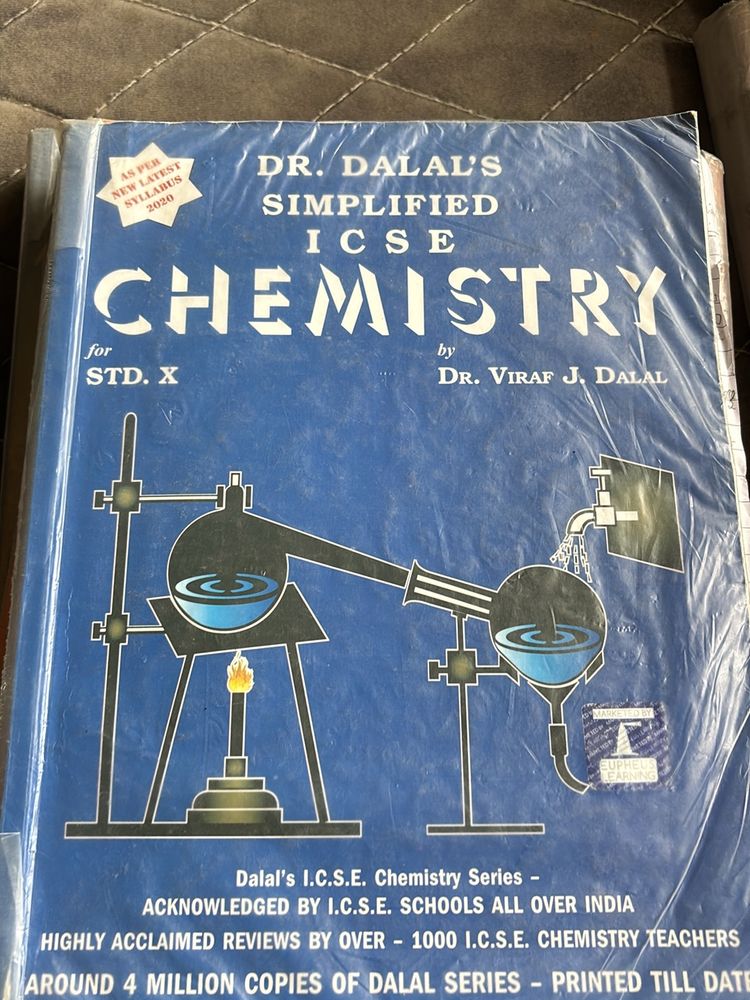 AS PER
NEW LATEST
SYLLABUS
2020
DR. DALAL'S
SIMPLIFIED
ICSE
CHEMISTRY
for
STD. X
by
DR. VIRAF J. DALAL
MARKETED BY
EUPHEUS
LEARNING
Dalal's I.C.S.E. Chemistry Series –
ACKNOWLEDGED BY I.C.S.E. SCHOOLS ALL OVER INDIA
HIGHLY ACCLAIMED REVIEWS BY OVER – 1000 I.C.S.E. CHEMISTRY TEACHERS
AROUND 4 MILLION COPIES OF DALAL SERIES – PRINTED TILL DATE